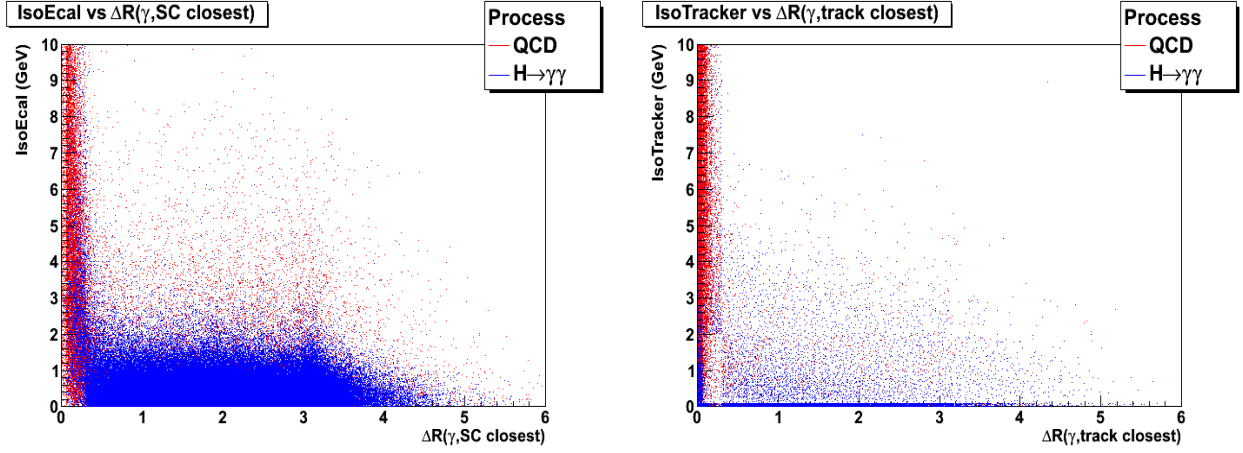 IsoEcal vs ΔR(γ,SC closest)
Process
QCD
H→γγ
IsoEcal (GeV)
10
9
8
7
6
5
4
3
2
1
0
0 1 2 3 4 5 6
ΔR(γ,SC closest)
IsoTracker vs ΔR(γ,track closest)
Process
QCD
H→γγ
IsoTracker (GeV)
10
9
8
7
6
5
4
3
2
1
0
0 1 2 3 4 5 6
ΔR(γ,track closest)